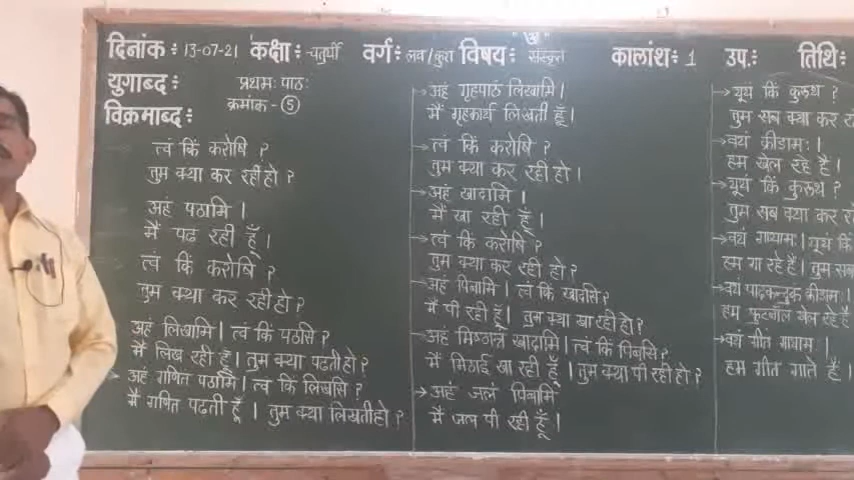 "ॐ"
दिनांक : 13-07-21 कक्षा :- चतुर्थी वर्ग : लव/कुश विषय : संस्कृत कालांश : 1 उप. : तिथि :
युगाब्द : प्रथमः पाठः
विक्रमाब्द : क्रमांक - ⑤
त्वं किं करोषि ?
तुम क्या कर रही हो ?
अहं पठामि ।
मैं पढ़ रही हूँ ।
त्वं किं करोषि ?
तुम क्या कर रही हो ?
अहं लिखामि । त्वं किं पठसि ?
मैं लिख रही हूँ । तुम क्या पढ़ती हो ?
अहं गणित पठामि । त्वं किं लिखसि ?
मैं गणित पढ़ती हूँ । तुम क्या लिखती हो ?
→ अहं गृहपाठं लिखामि ।
मैं गृहकार्य लिखती हूँ ।
→ त्वं किं करोषि ?
तुम क्या कर रही हो ।
→ अहं खादामि ।
मैं खा रही हूँ ।
→ त्वं किं करोषि ?
तुम क्या कर रही हो ?
→ अहं पिबामि । त्वं किं खादसि ?
मैं पी रही हूँ । तुम क्या खा रही हो ?
→ अहं मिष्ठान्नं खादामि । त्वं किं पिबसि ?
मैं मिठाई खा रही हूँ । तुम क्या पी रही हो ?
→ अहं जलं पिबामि
मैं जल पी रही हूँ ।
→ यूयं किं कुरुथ ?
तुम सब क्या कर
→ वयं क्रीडामः ।
हम खेल रहे है ।
→ यूयं किं कुरुथ ?
तुम सब क्या कर
→ वयं गायामः । यूयं किं
हम गा रहे हैं । तुम सब
→ वयं पादकन्दुकं क्रीडामः ।
हम फुटबॉल खेल रहे है
→ वयं गीतं गायामः ।
हम गीत गाते हैं ।